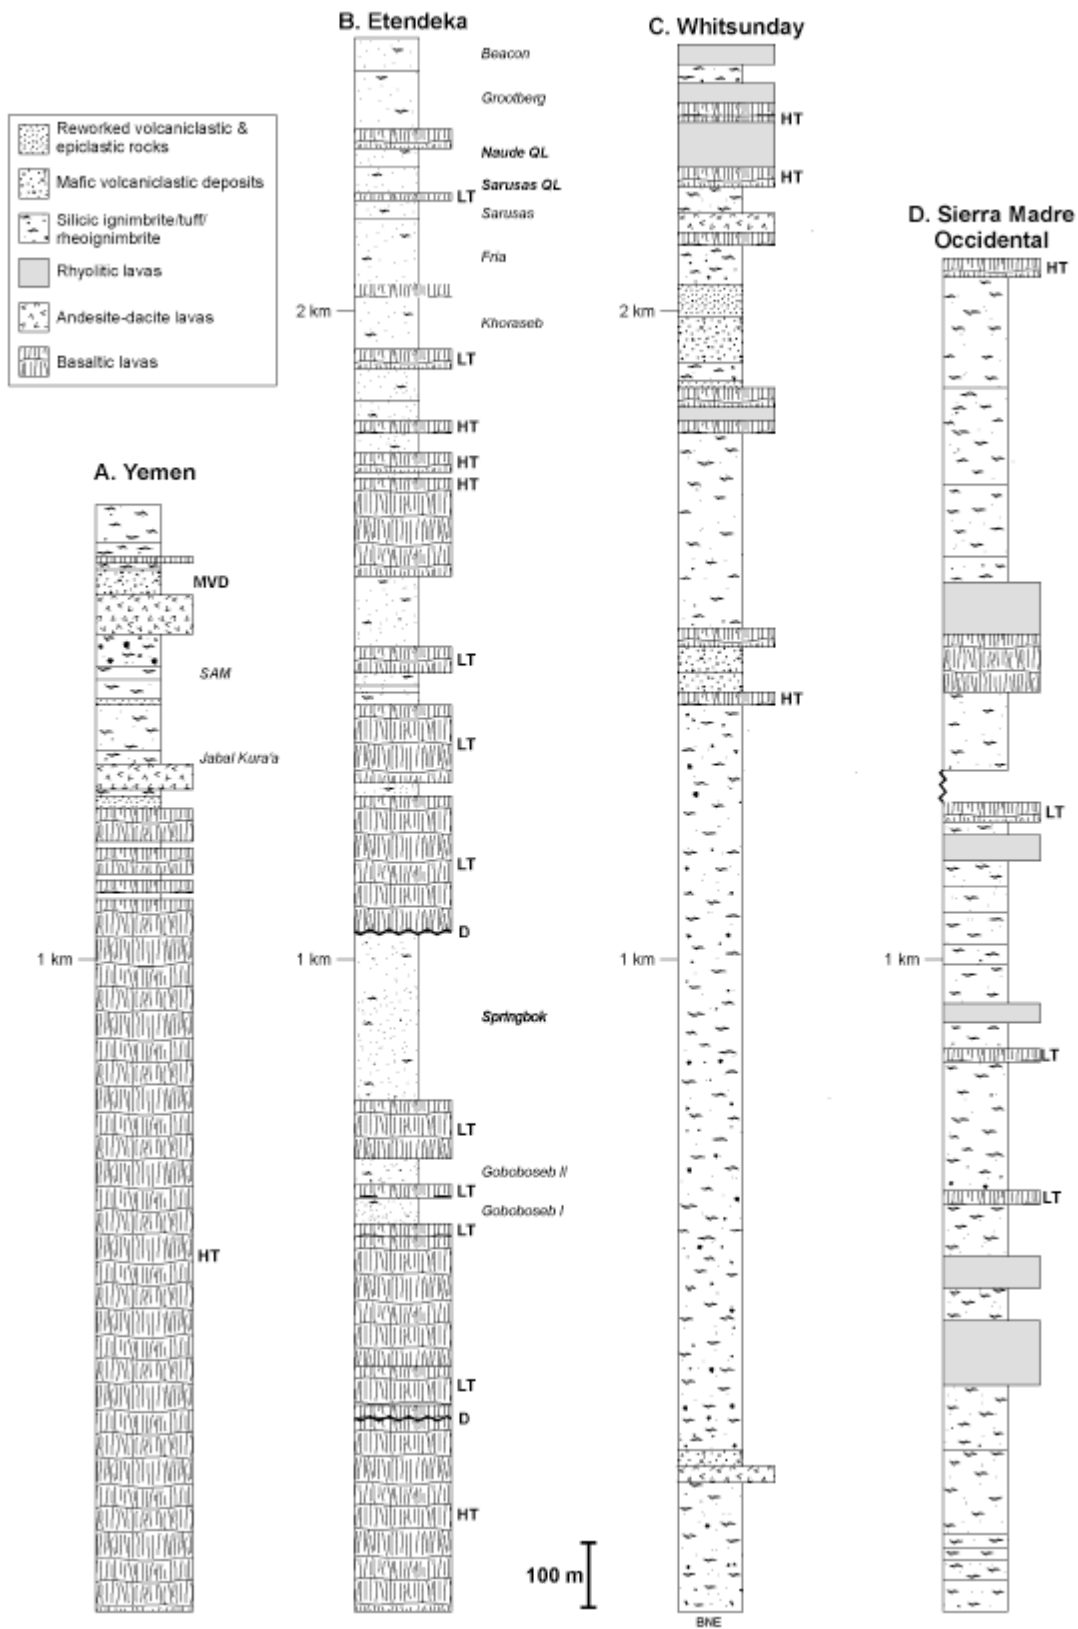 B. Etendeka
C. Whitsunday
D. Sierra Madre
Occidental
A. Yemen
Reworked volcaniclastic &
epiclastic rocks
Mafic volcaniclastic deposits
Silicic ignimbrite/tuff/
rheoignimbrite
Rhyolitic lavas
Andesite-dacite lavas
Basaltic lavas
MVD
SAM
Jabal Kura'a
1 km
HT
Beacon
Grootberg
Naude QL
Sarusas QL
LT
Sarusas
Fria
2 km
Khoraseb
LT
HT
HT
HT
LT
LT
LT
D
1 km
Springbok
LT
Goboboseb II
LT
Goboboseb I
LT
LT
D
HT
100 m
HT
HT
2 km
HT
1 km
BNE
HT
LT
1 km
LT
LT